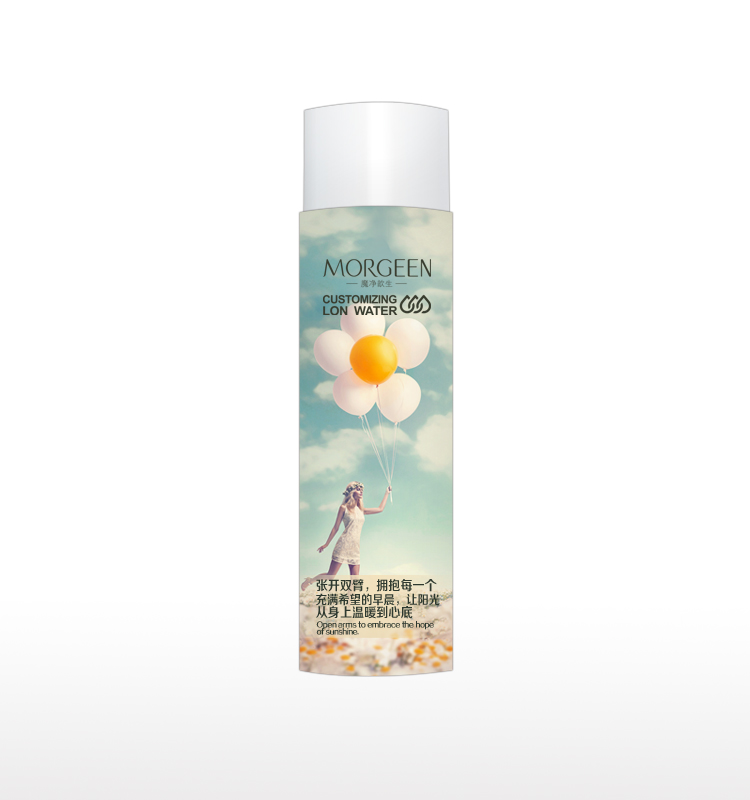 MORGEEN
魔净款生
CUSTOMIZING
LON WATER
张开双臂，拥抱每一个
充满希望的早晨，让阳光
从身上温暖到心底
Open arms to embrace the hope
of sunshine.